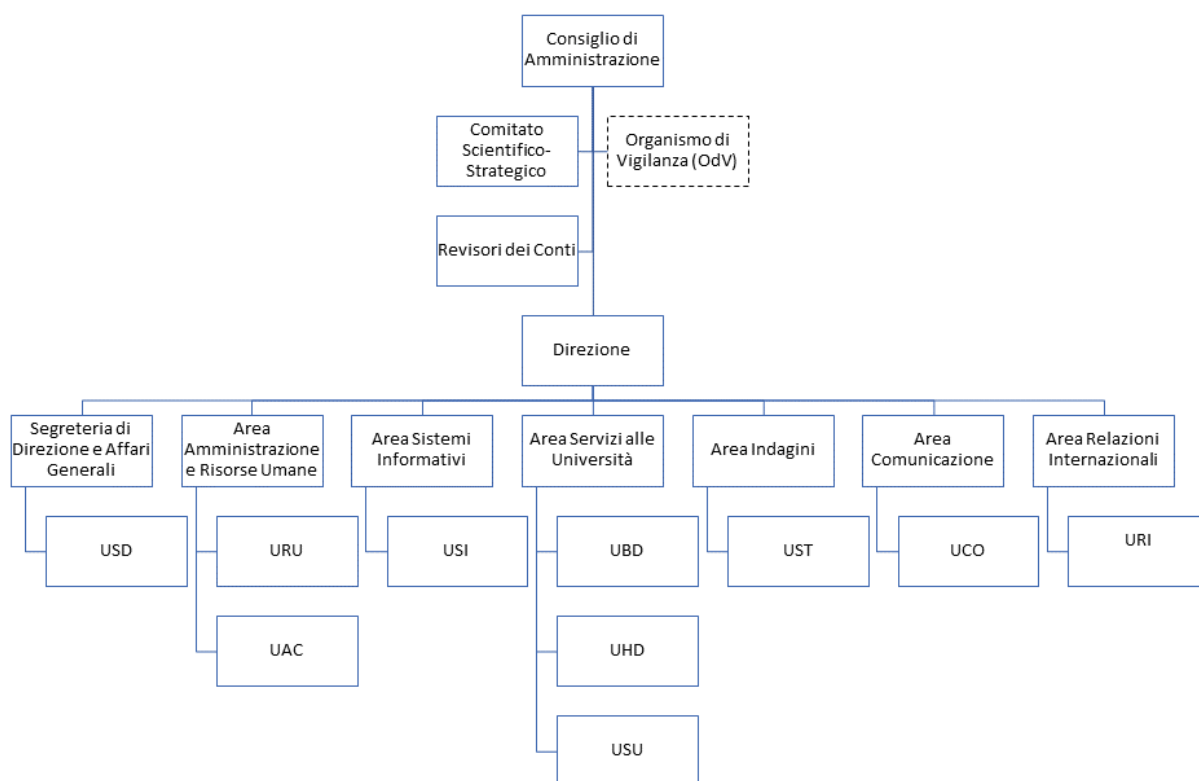 Consiglio di
Amministrazione
Comitato
Scientifico-
Strategico
Organismo di
Vigilanza (OdV)
Revisori dei Conti
Direzione
Segreteria di
Direzione e Affari
Generali
Area
Amministrazione
e Risorse Umane
Area Sistemi
Informativi
Area Servizi alle
Università
Area Indagini
Area
Comunicazione
Area Relazioni
Internazionali
USD
URU
USI
UBD
UST
UCO
URI
UAC
UHD
USU